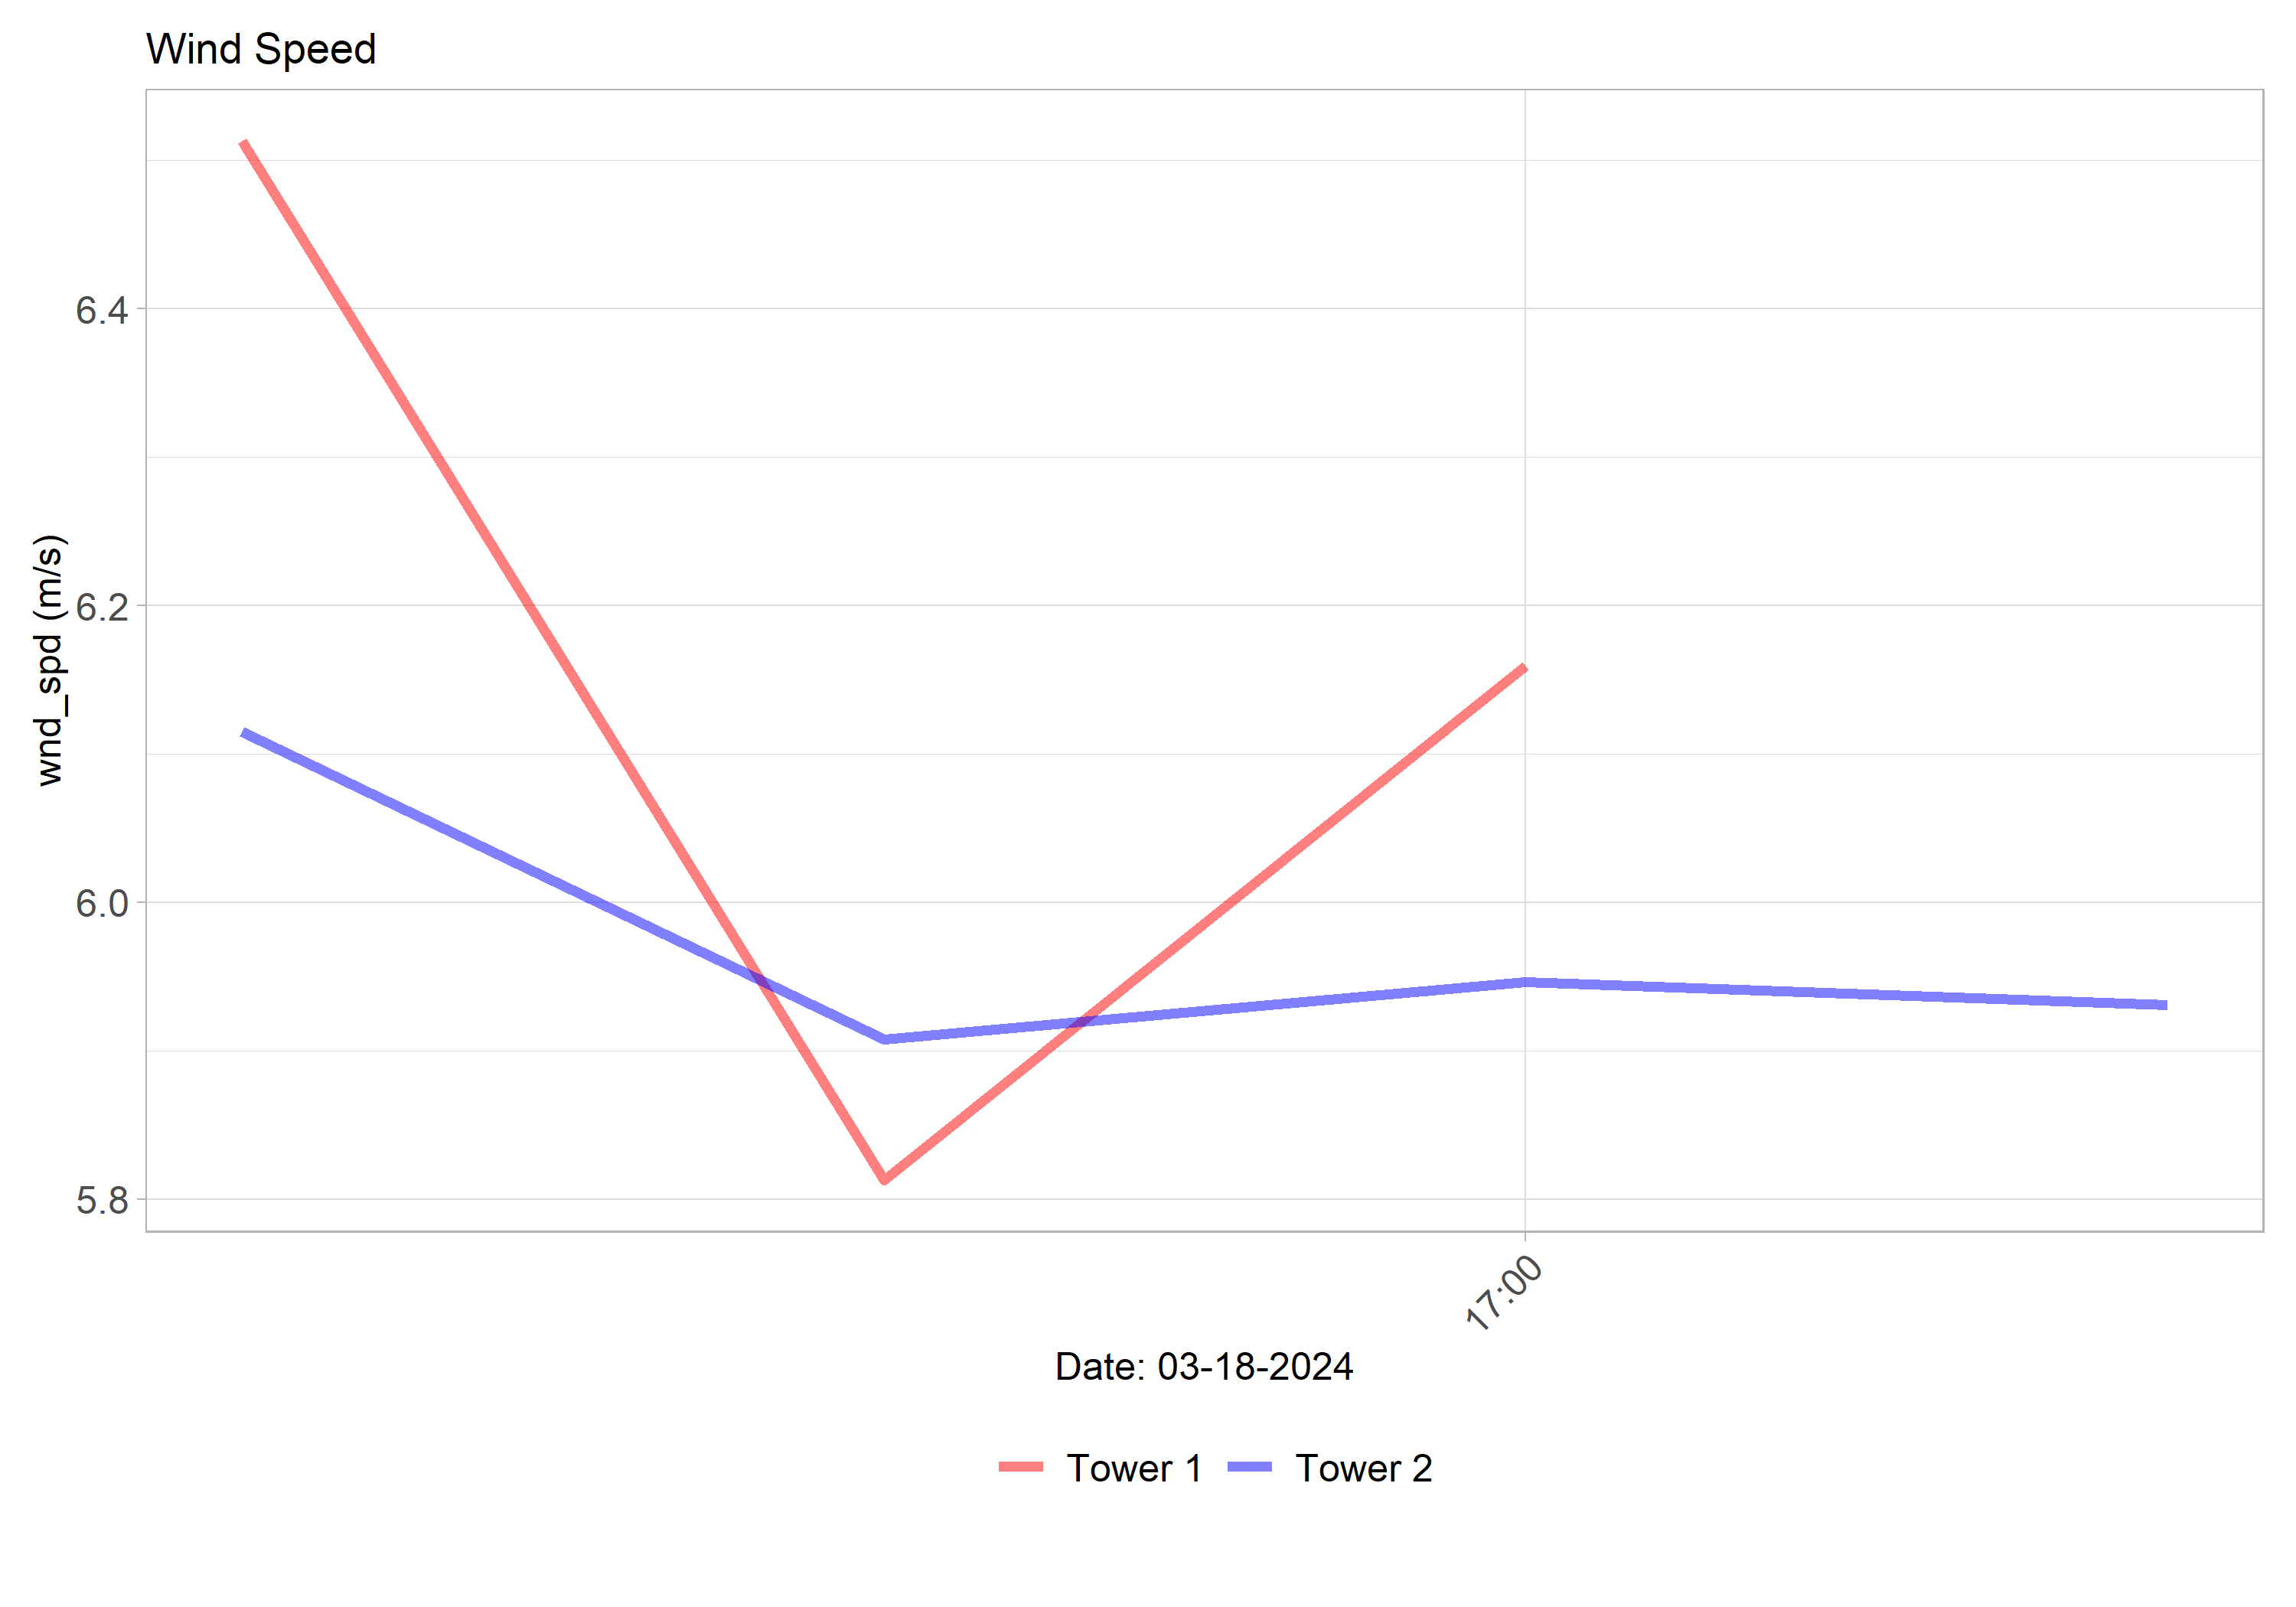 Wind Speed
wnd_spd (m/s)
6.4
6.2
6.0
5.8
17:00
Date: 03-18-2024
Tower 1 Tower 2